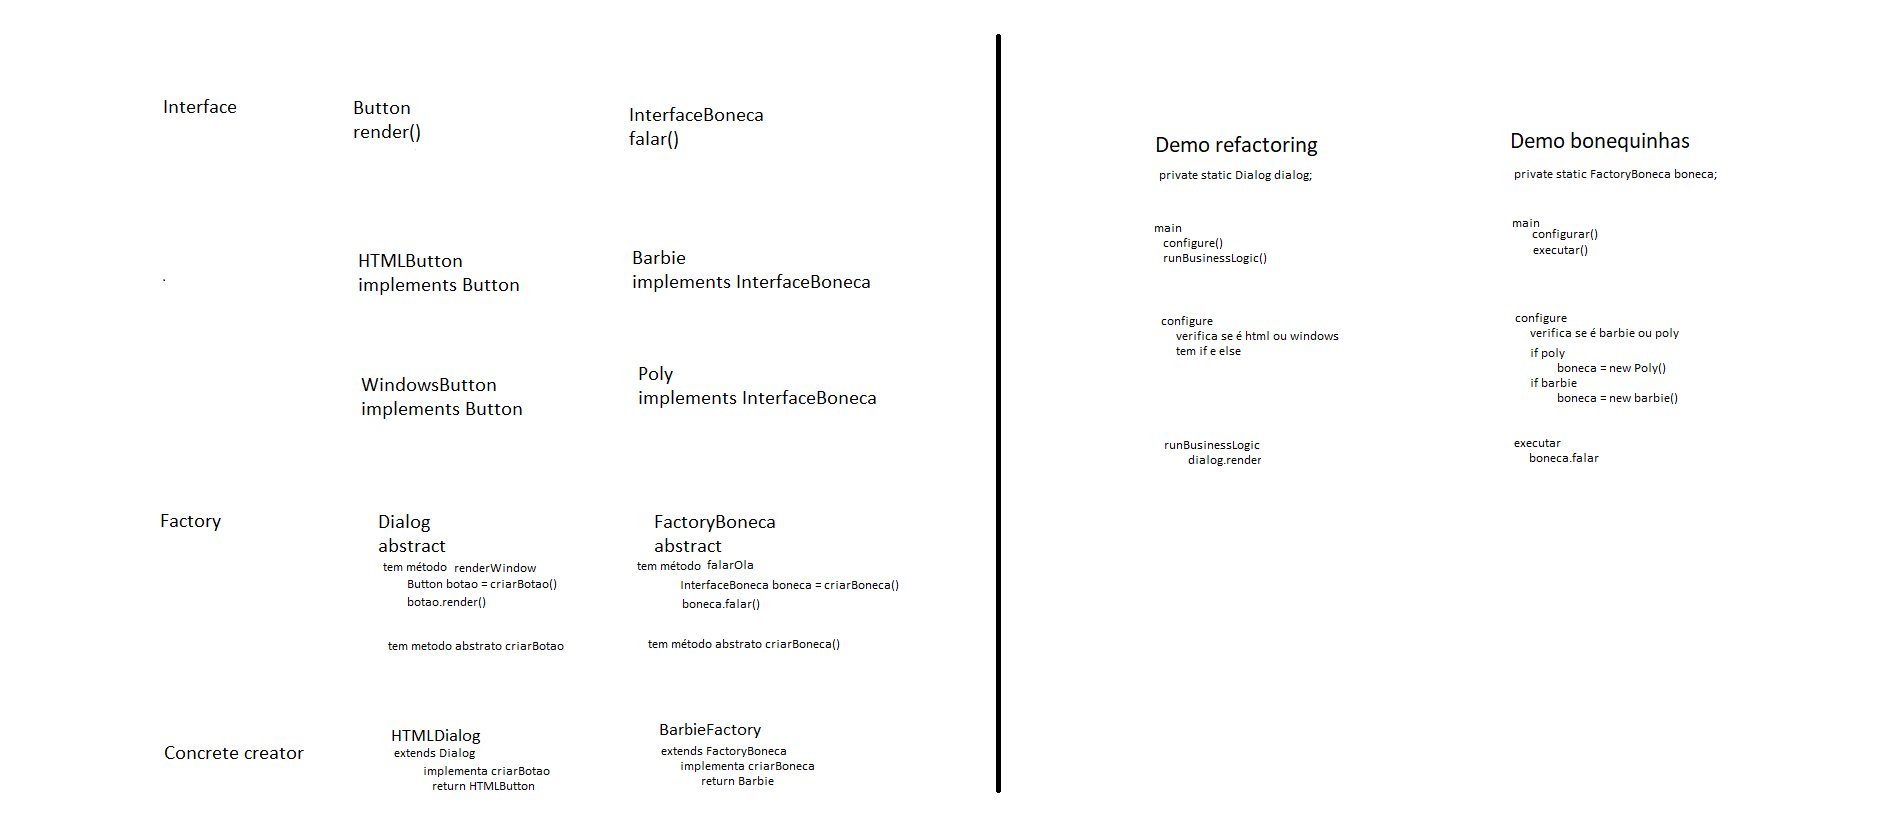 Interface
Button
render()
InterfaceBoneca
falar()
.
HTMLButton
implements Button
Barbie
implements InterfaceBoneca
WindowsButton
implements Button
Poly
implements InterfaceBoneca
Factory
Dialog
abstract
tem método renderWindow
Button botao = criarBotao()
botao.render()
tem metodo abstrato criarBotao
FactoryBoneca
abstract
tem método falarOla
InterfaceBoneca boneca = criarBoneca()
boneca.falar()
tem método abstrato criarBoneca()
Concrete creator
HTMLDialog
extends Dialog
implementa criarBotao
return HTMLButton
BarbieFactory
extends FactoryBoneca
implementa criarBoneca
return Barbie
Demo refactoring
private static Dialog dialog;
main
configure()
runBusinessLogic()
configure
verifica se é html ou windows
tem if e else
runBusinessLogic
dialog.render
Demo bonequinhas
private static FactoryBoneca boneca;
main
configurar()
executar()
configure
verifica se é barbie ou poly
if poly
boneca = new Poly()
if barbie
boneca = new barbie()
executar
boneca.falar